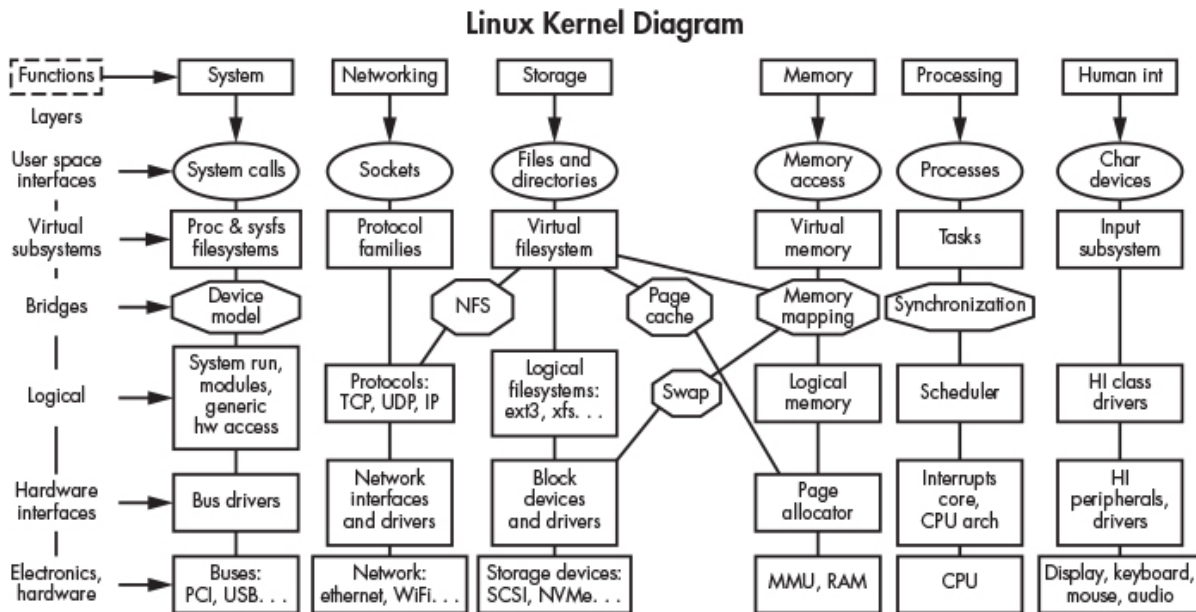 Linux Kernel Diagram
Functions
System
Networking
Storage
Memory
Processing
Human int
Layers
User space
interfaces
System calls
Sockets
Files and
directories
Memory
access
Processes
Char
devices
Virtual
subsystems
Proc & sysfs
filesystems
Protocol
families
Virtual
filesystem
Virtual
memory
Tasks
Input
subsystem
Bridges
Device
model
NFS
Page
cache
Memory
mapping
Synchronization
Logical
System run,
modules,
generic
hw access
Protocols:
TCP, UDP, IP
Logical
filesystems:
ext3, xfs. . .
Swap
Logical
memory
Scheduler
HI class
drivers
Hardware
interfaces
Bus drivers
Network
interfaces
and drivers
Block
devices
and drivers
Page
allocator
Interrupts
core,
CPU arch
HI
peripherals,
drivers
Electronics,
hardware
Buses:
PCI, USB. . .
Network:
ethernet, WiFi. . .
Storage devices:
SCSI, NVMe. . .
MMU, RAM
CPU
Display, keyboard,
mouse, audio